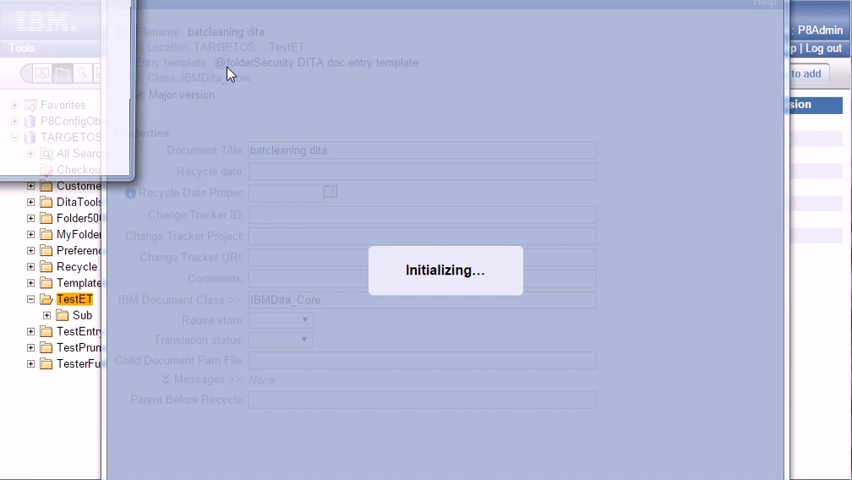 Help
IBM.
: P8Admin
Tools
p | Log out
to add
sion
Favorites
P8ConfigOb
TARGETOS
All Searc
Checkou
Custome
DitaTools
Folder500
MyFolder
Preferenc
Recycle
Template
TestET
Sub
TestEntry
TestPrun
TesterFu
Filename: batcleaning.dita
Location: TARGETOS : TestET
Entry template: @folderSecurity DITA doc entry template
Class: IBMDita_Core
Major version
Properties
Document Title: batcleaning.dita
Recycle date:
Recycle Date Proper:
Change Tracker ID:
Change Tracker Project:
Change Tracker URI:
Comments:
IBM Document Class >> IBMDita_Core
Reuse state:
Translation status:
Child Document Path File:
Messages >>: None
Parent Before Recycle:
Initializing...